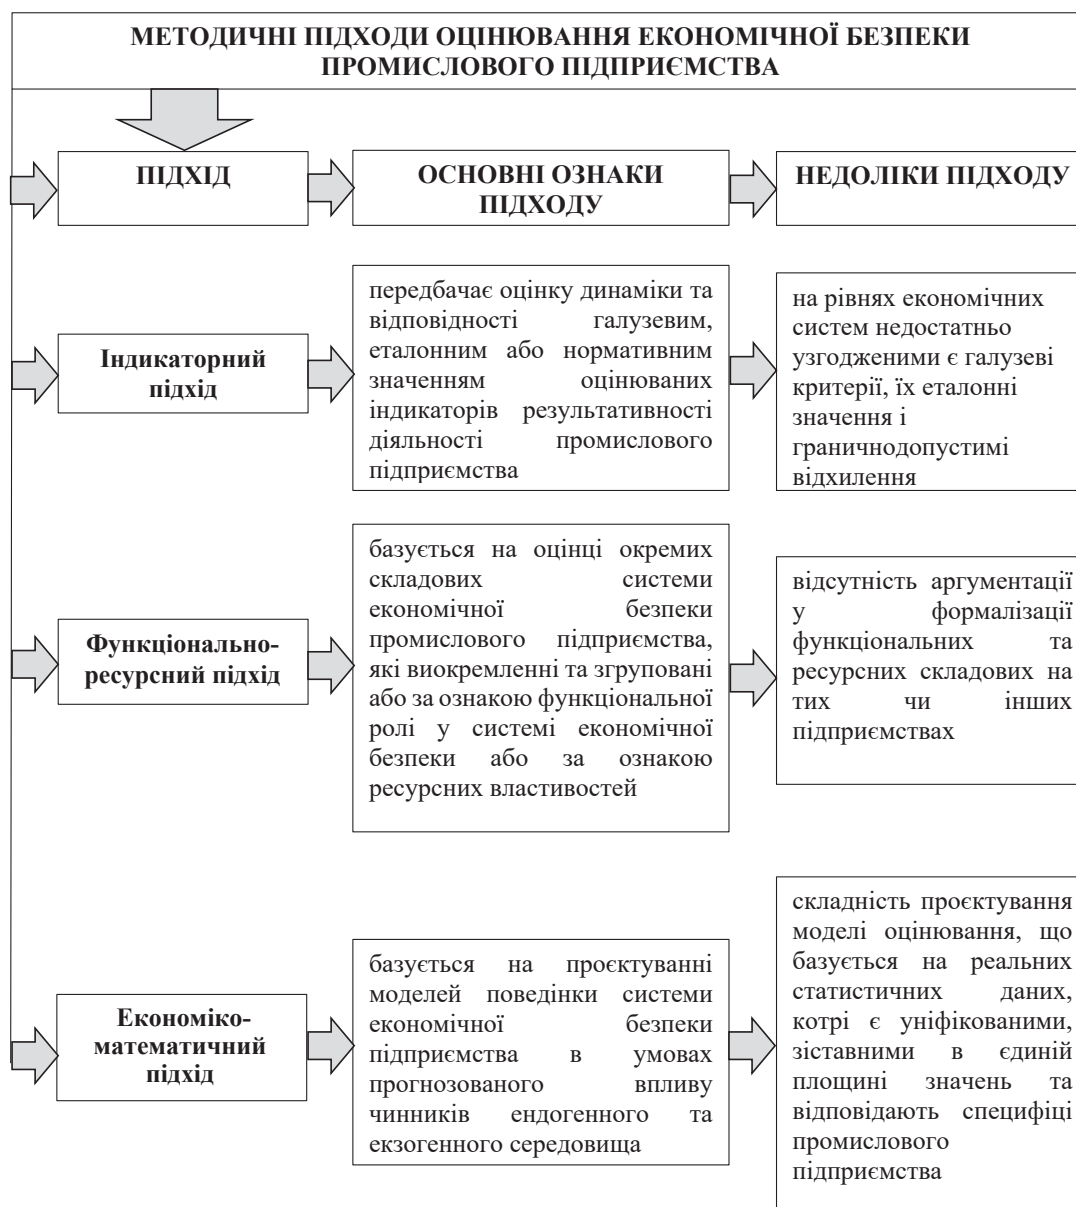 МЕТОДИЧНІ ПІДХОДИ ОЦІНЮВАННЯ ЕКОНОМІЧНОЇ БЕЗПЕКИ
ПРОМИСЛОВОГО ПІДПРИЄМСТВА
ПІДХІД
ОСНОВНІ ОЗНАКИ
ПІДХОДУ
НЕДОЛІКИ ПІДХОДУ
Індикаторний
підхід
передбачає оцінку динаміки та
відповідності галузевим,
еталонним або нормативним
значенням оцінюваних
індикаторів результативності
діяльності промислового
підприємства
на рівнях економічних
систем недостатньо
узгодженими є галузеві
критерії, їх еталонні
значення і
граничнодопустимі
відхилення
Функціонально-
ресурсний підхід
базується на оцінці окремих
складових системи
економічної безпеки
промислового підприємства,
які виокремленні та згруповані
або за ознакою функціональної
ролі у системі економічної
безпеки або за ознакою
ресурсних властивостей
відсутність аргументації
у формалізації
функціональних та
ресурсних складових на
тих чи інших
підприємствах
Економіко-
математичний
підхід
базується на проєктуванні
моделей поведінки системи
економічної безпеки
підприємства в умовах
прогнозованого впливу
чинників ендогенного та
екзогенного середовища
складність проєктування
моделі оцінювання, що
базується на реальних
статистичних даних,
котрі є уніфікованими,
зіставними в єдиній
площині значень та
відповідають специфіці
промислового
підприємства